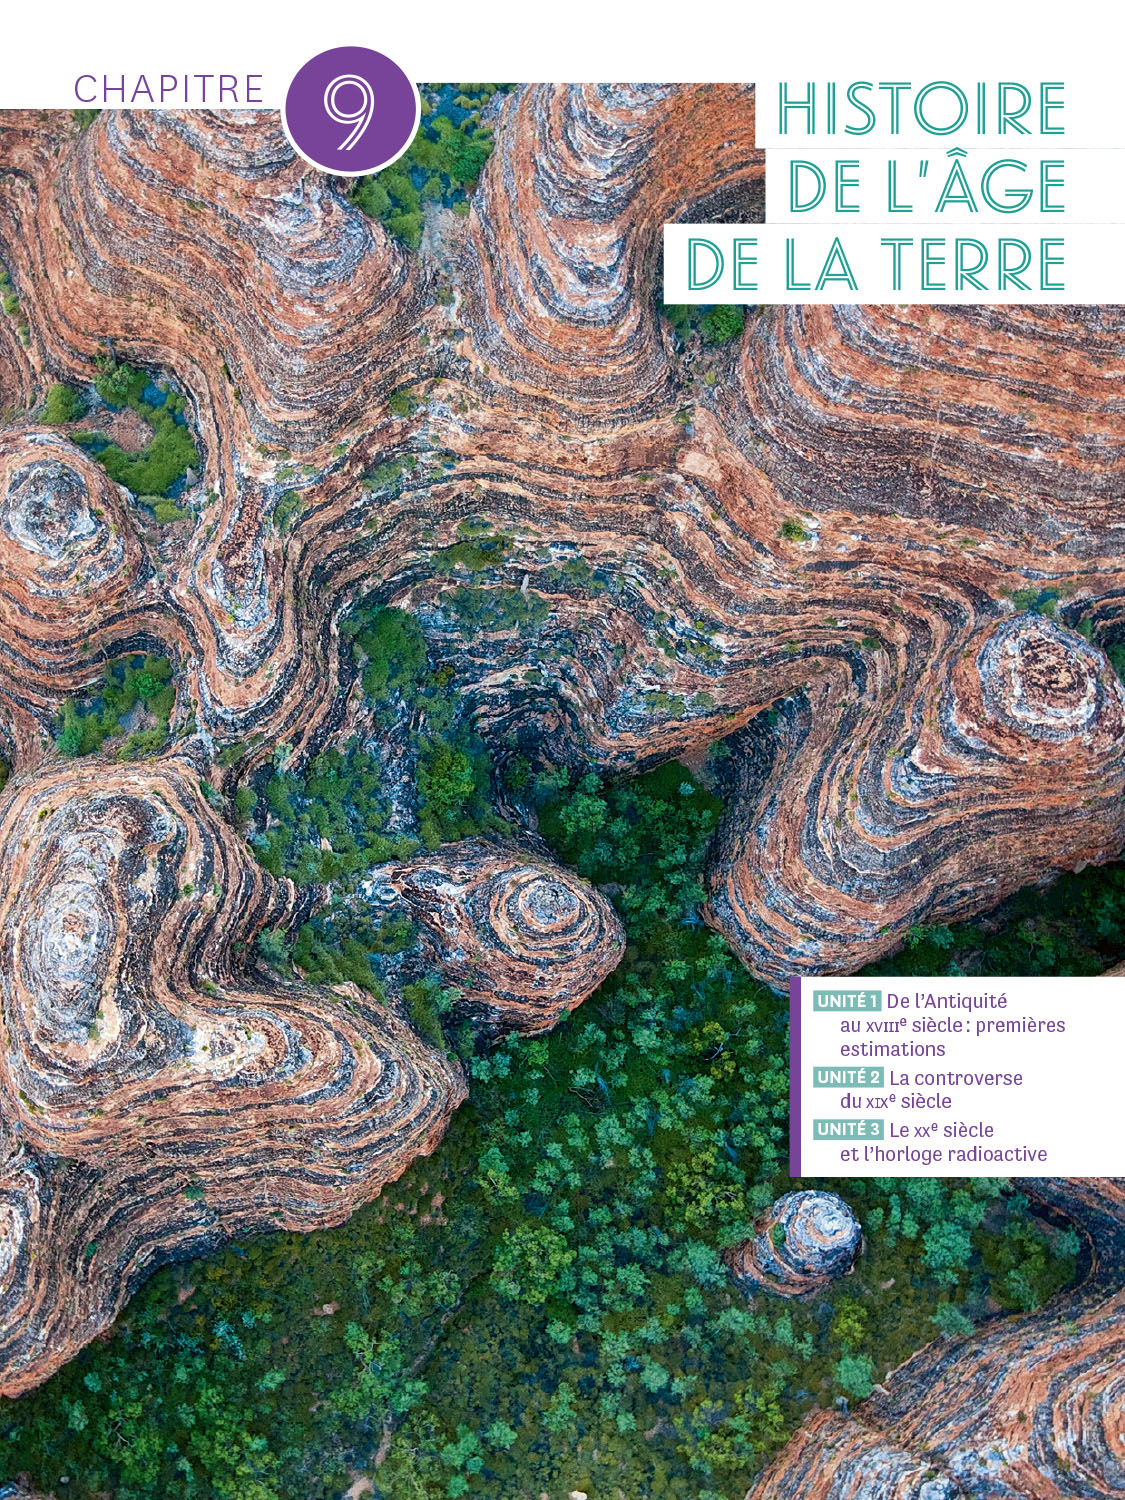 CHAPITRE 9
HISTOIRE
DE L'ÂGE
DE LA TERRE
UNITÉ 1 De l’Antiquité
au XVIIIe siècle : premières
estimations
UNITÉ 2 La controverse
du XIXe siècle
UNITÉ 3 Le XXe siècle
et l’horloge radioactive